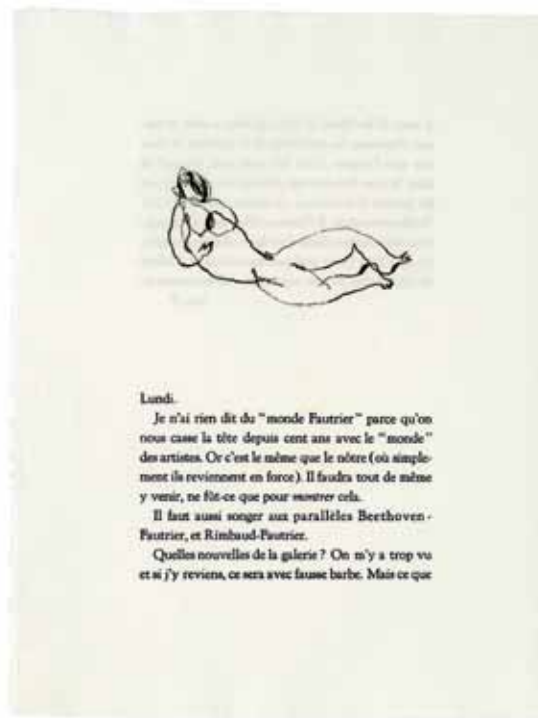 Lundi.
Je n'ai rien dit du "monde Fautrier" parce qu'on
nous casse la tête depuis cent ans avec le "monde"
des artistes. Or c'est le même que le nôtre (où simple-
ment ils reviennent en force). Il faudra tout de même
y venir, ne fût-ce que pour montrer cela.
Il faut aussi songer aux parallèles Beethoven-
Fautrier, et Rimbaud-Fautrier.
Quelles nouvelles de la galerie? On m'y a trop vu
et si j'y reviens, ce sera avec fausse barbe. Mais ce que